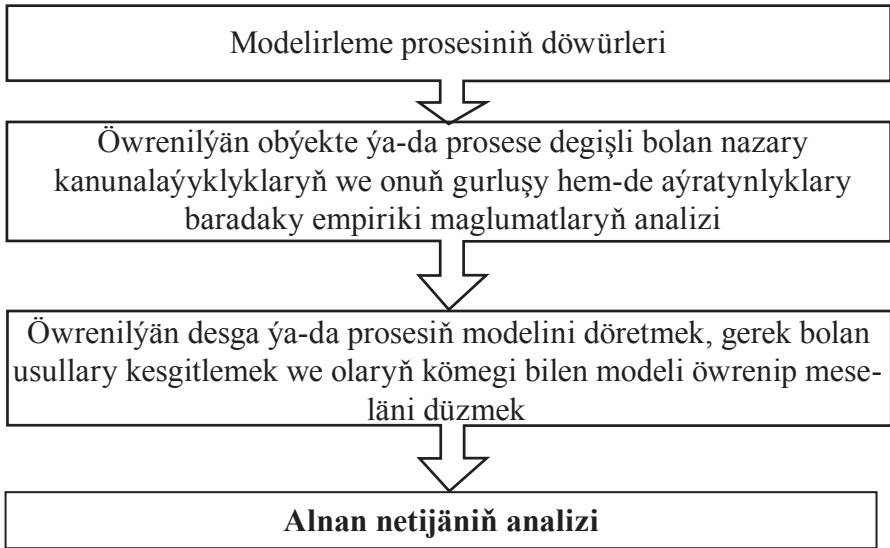 Modelirleme prosesiniň döwürleri
Öwrenilýän obýekte ýa-da prosese degişli bolan nazary
kanunalaýyklyklaryň we onuň gurluşy hem-de aýratynlyklary
baradaky empiriki maglumatlaryň analizi
Öwrenilýän desga ýa-da prosesiň modelini döretmek, gerek bolan
usullary kesgitlemek we olaryň kömegi bilen modeli öwrenip mese-
läni düzmek
Alnan netijäniň analizi